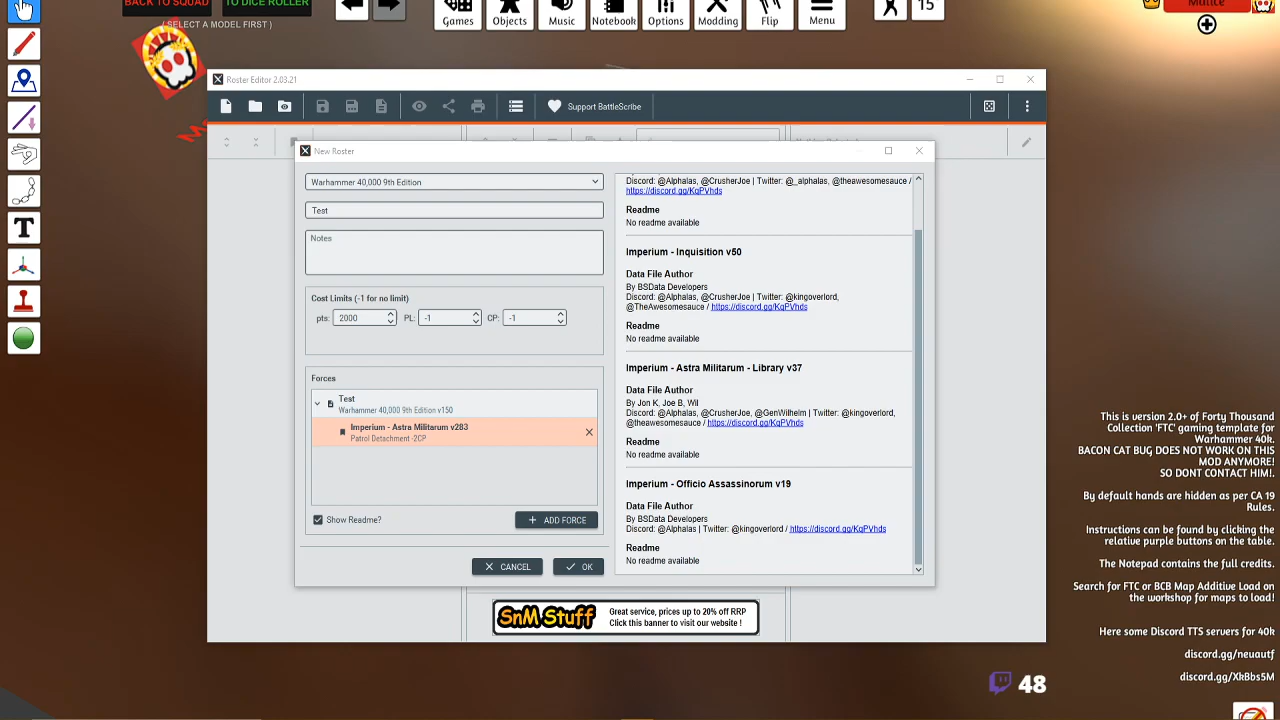 BACK TO SQUAD
TO DICE ROLLER
( SELECT A MODEL FIRST )
Games
Objects
Music
Notebook
Options
Modding
Flip
Menu
15
Malice
Roster Editor 2.03.21
Support BattleScribe
New Roster
Warhammer 40,000 9th Edition
Test
Notes
Cost Limits (-1 for no limit)
pts: 2000 PL: -1 CP: -1
Forces
Test
Warhammer 40,000 9th Edition v150
Imperium - Astra Militarum v283
Patrol Detachment -2CP
Show Readme?
ADD FORCE
CANCEL
OK
Discord: @Alphalas, @CrusherJoe | Twitter: @_alphalas, @theawesomesauce /
https://discord.gg/KqPVhds
Readme
No readme available
Imperium - Inquisition v50
Data File Author
By BSData Developers
Discord: @Alphalas, @CrusherJoe | Twitter: @kingoverlord,
@TheAwesomesauce / https://discord.gg/KqPVhds
Readme
No readme available
Imperium - Astra Militarum - Library v37
Data File Author
By Jon K, Joe B, Wil
Discord: @Alphalas, @CrusherJoe, @GenWilhelm | Twitter: @kingoverlord,
@theawesomesauce / https://discord.gg/KqPVhds
Readme
No readme available
Imperium - Officio Assassinorum v19
Data File Author
By BSData Developers
Discord: @Alphalas | Twitter: @kingoverlord / https://discord.gg/KqPVhds
Readme
No readme available
SnM Stuff
Great service, prices up to 20% off RRP
Click this banner to visit our website !
This is version 2.0+ of Forty Thousand
Collection 'FTC' gaming template for
Warhammer 40k.
BACON CAT BUG DOES NOT WORK ON THIS
MOD ANYMORE!
SO DONT CONTACT HIM!.
By default hands are hidden as per CA 19
Rules.
Instructions can be found by clicking the
relative purple buttons on the table.
The Notepad contains the full credits.
Search for FTC or BCB Map Additive Load on
the workshop for maps to load!
Here some Discord TTS servers for 40k
discord.gg/neuautf
discord.gg/XkBbs5M
48